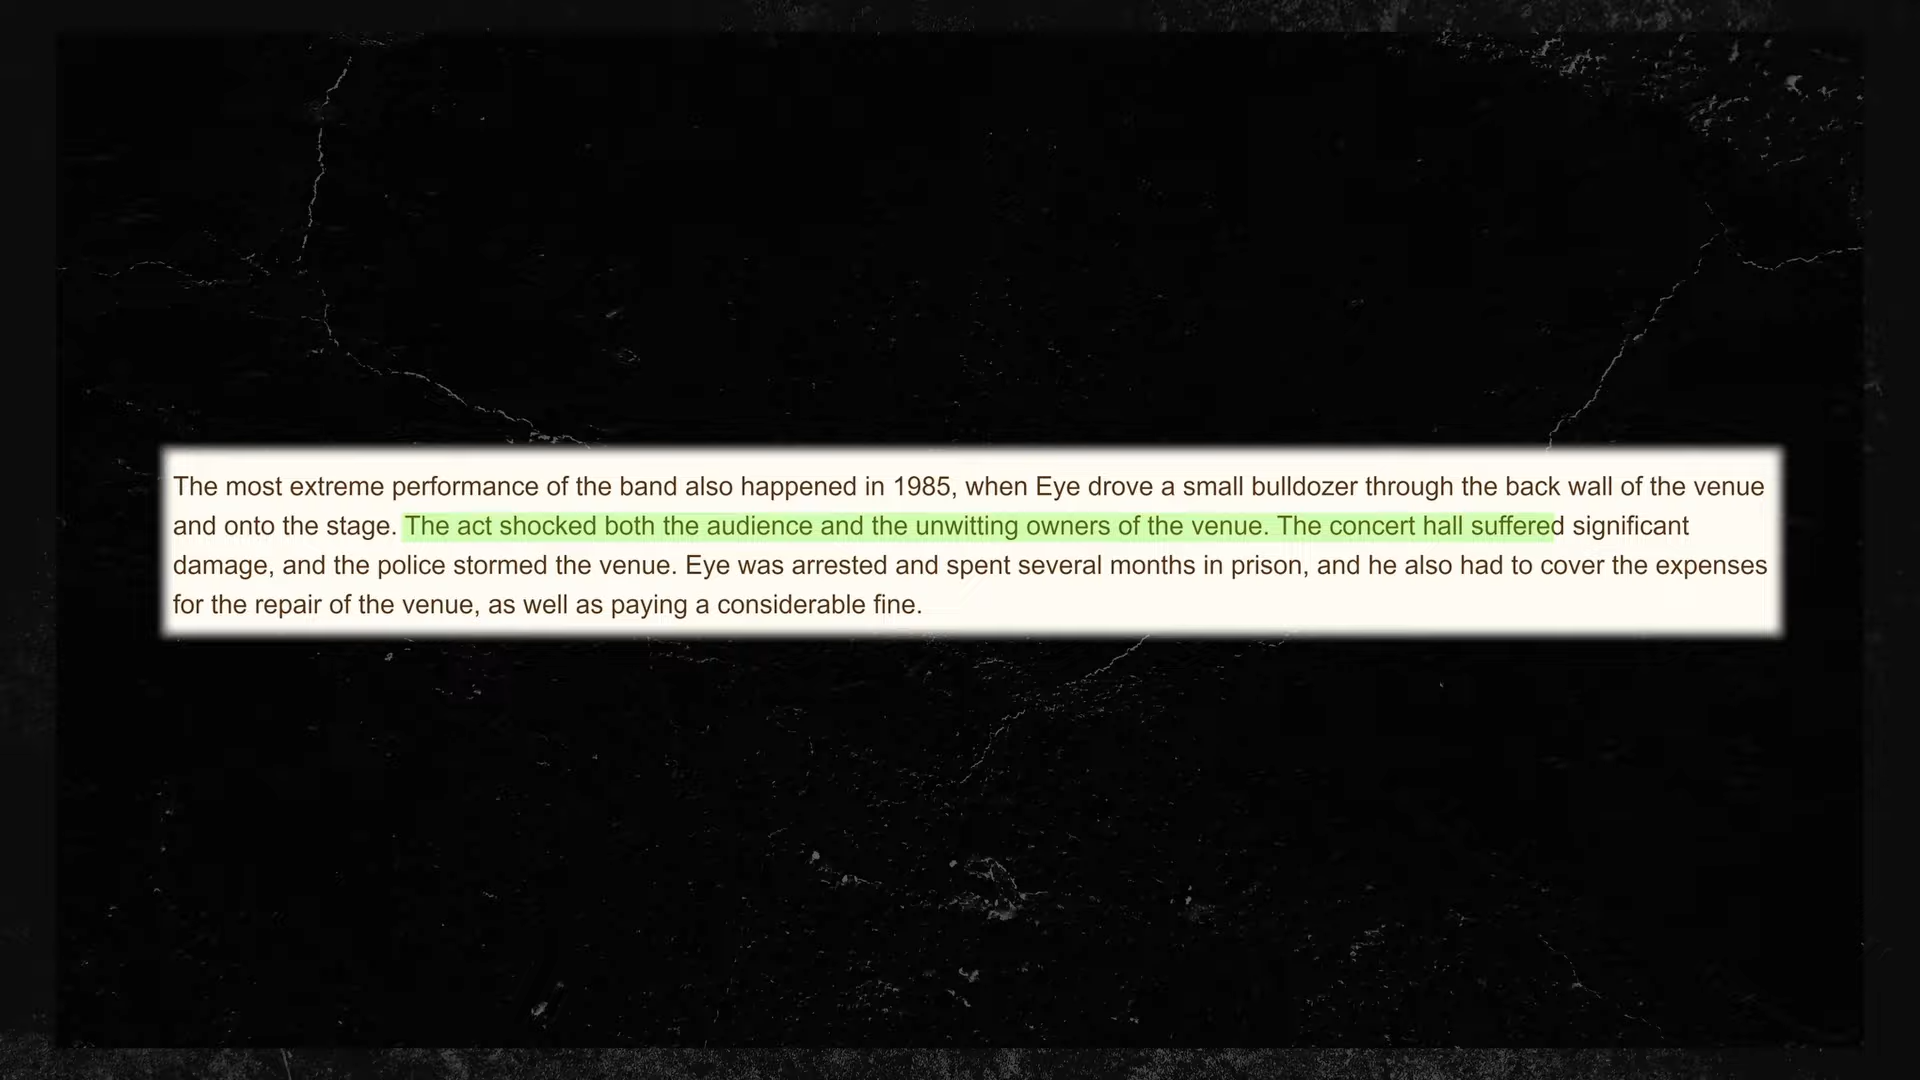 The most extreme performance of the band also happened in 1985, when Eye drove a small bulldozer through the back wall of the venue
and onto the stage. The act shocked both the audience and the unwitting owners of the venue. The concert hall suffered significant
damage, and the police stormed the venue. Eye was arrested and spent several months in prison, and he also had to cover the expenses
for the repair of the venue, as well as paying a considerable fine.